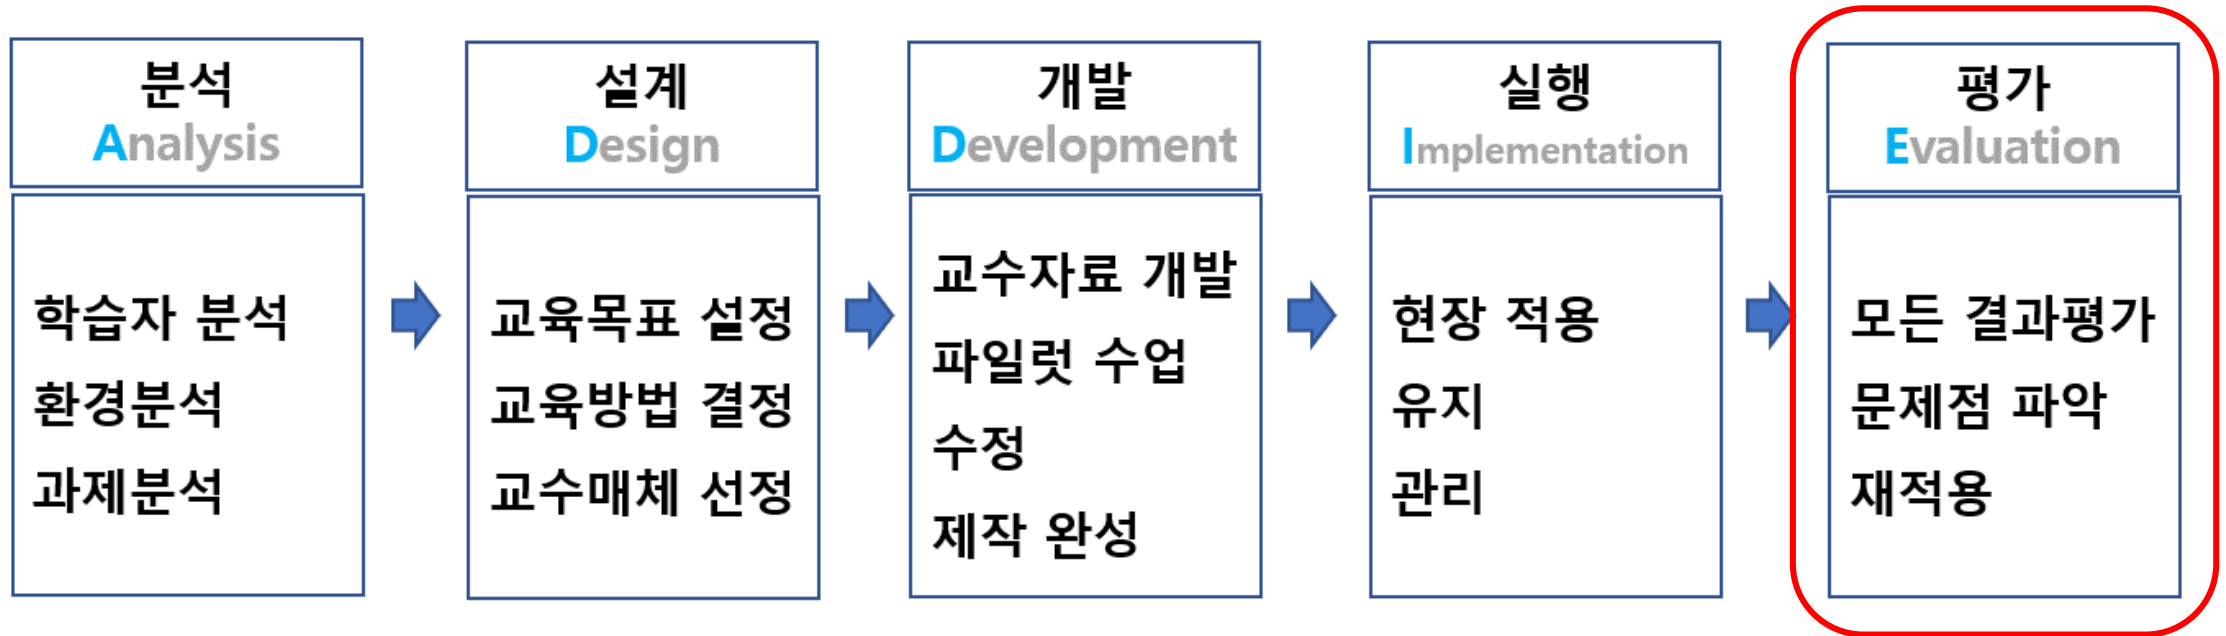 분석
Analysis
학습자 분석
환경분석
과제분석
설계
Design
교육목표 설정
교육방법 결정
교수매체 선정
개발
Development
교수자료 개발
파일럿 수업
수정
제작 완성
실행
Implementation
현장 적용
유지
관리
평가
Evaluation
모든 결과평가
문제점 파악
재적용